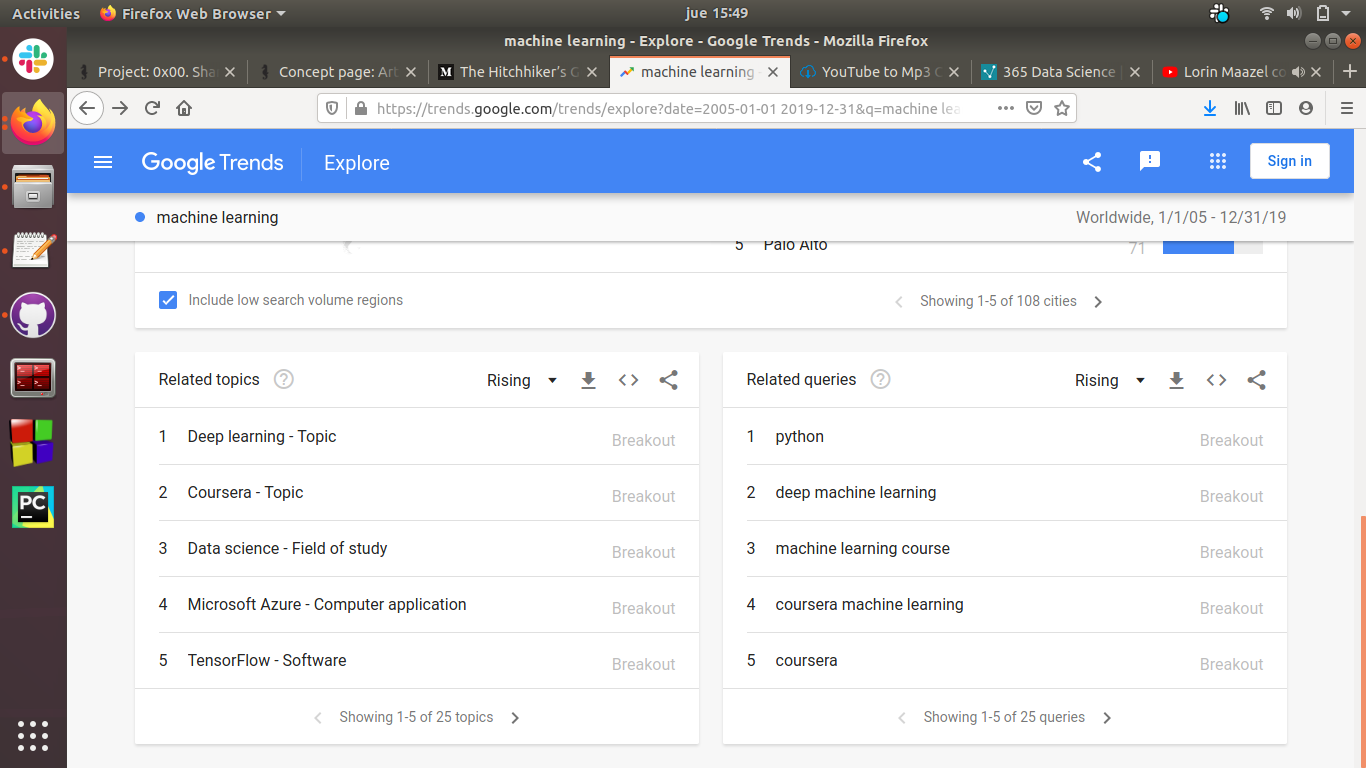 Activities Firefox Web Browser jue 15:49
machine learning - Explore - Google Trends - Mozilla Firefox
Project: 0x00. Sha Concept page: Art The Hitchhiker's G machine learning - YouTube to Mp3 C 365 Data Science Lorin Maazel co
https://trends.google.com/trends/explore?date=2005-01-01 2019-12-31&q=machine lea
Google Trends Explore Sign in
machine learning Worldwide, 1/1/05 - 12/31/19
5 Palo Alto 71
Include low search volume regions Showing 1-5 of 108 cities
Related topics ? Rising
1 Deep learning - Topic Breakout
2 Coursera - Topic Breakout
3 Data science - Field of study Breakout
4 Microsoft Azure - Computer application Breakout
5 TensorFlow - Software Breakout
Showing 1-5 of 25 topics
Related queries ? Rising
1 python Breakout
2 deep machine learning Breakout
3 machine learning course Breakout
4 coursera machine learning Breakout
5 coursera Breakout
Showing 1-5 of 25 queries
PC